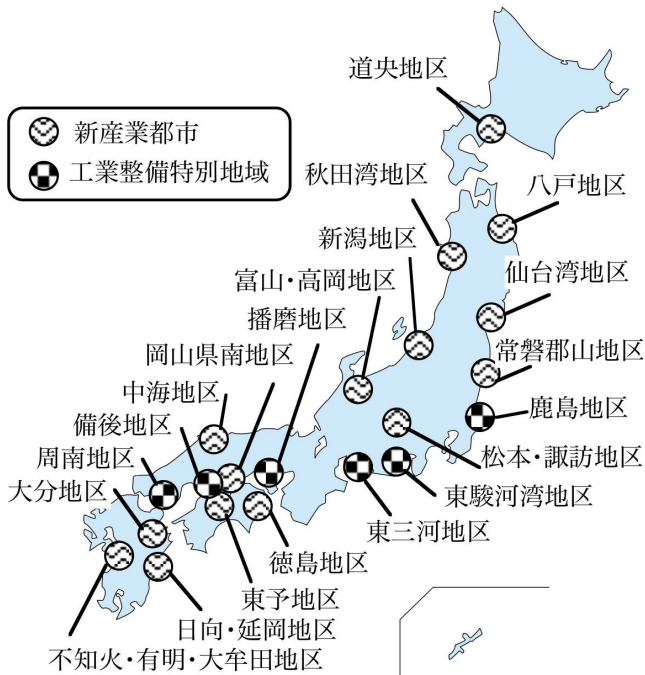 道央地区
新産業都市
工業整備特別地域
秋田湾地区
八戸地区
新潟地区
仙台湾地区
富山・高岡地区
播磨地区
岡山県南地区
常磐郡山地区
中海地区
備後地区
鹿島地区
周南地区
松本・諏訪地区
大分地区
東駿河湾地区
東三河地区
徳島地区
東予地区
日向・延岡地区
不知火・有明・大牟田地区